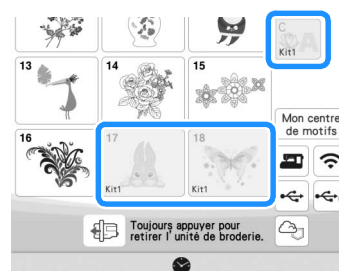 C
Kit1
13
14
15
Mon centre
de motifs
16
17
18
Kit1
Kit1
Toujours appuyer pour
retirer l'unité de broderie.